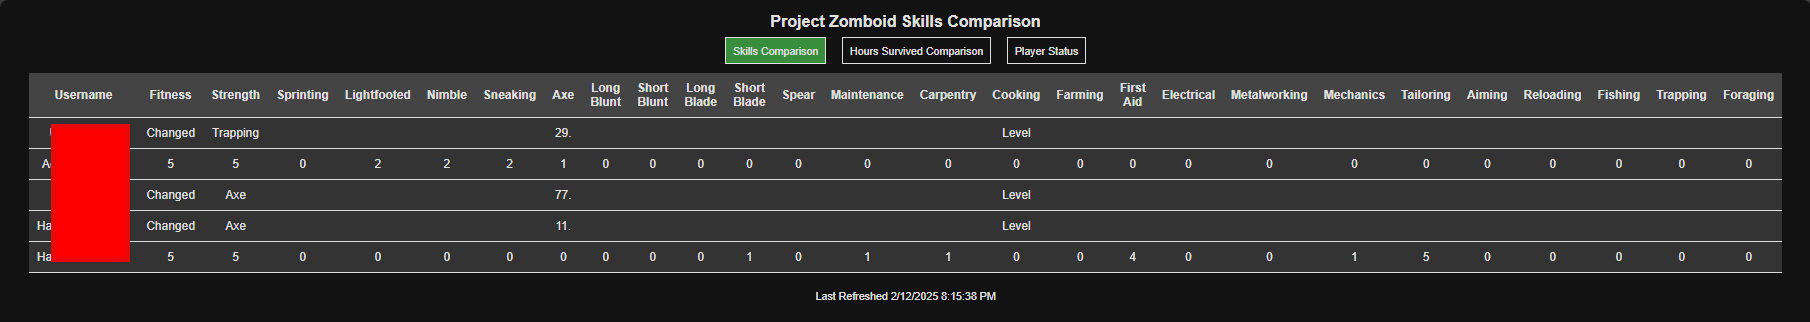 Project Zomboid Skills Comparison
Skills Comparison Hours Survived Comparison Player Status
Username Fitness Strength Sprinting Lightfooted Nimble Sneaking Axe Long Blunt Short Blunt Long Blade Short Blade Spear Maintenance Carpentry Cooking Farming First Aid Electrical Metalworking Mechanics Tailoring Aiming Reloading Fishing Trapping Foraging
Changed Trapping 29. Level
A 5 5 0 2 2 2 1 0 0 0 0 0 0 0 0 0 0 0 0 0 0 0 0 0 0 0
Changed Axe 77. Level
Ha Changed Axe 11. Level
Ha 5 5 0 0 0 0 0 0 0 0 1 0 1 1 0 0 4 0 0 1 5 0 0 0 0 0
Last Refreshed 2/12/2025 8:15:38 PM